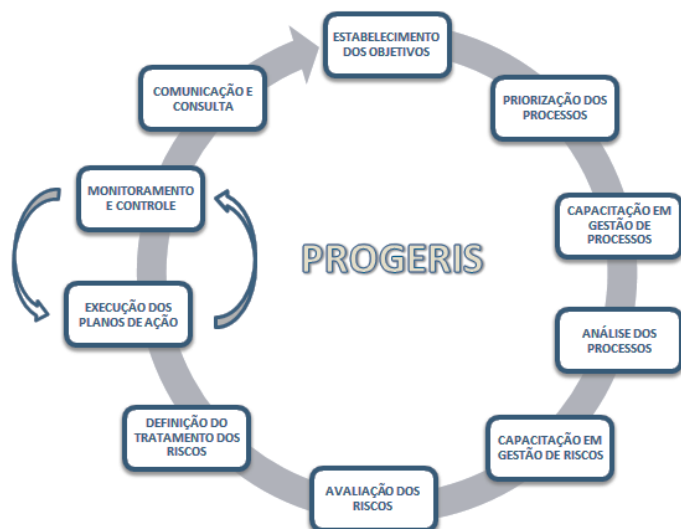 ESTABELECIMENTO
DOS OBJETIVOS
PRIORIZAÇÃO DOS
PROCESSOS
CAPACITAÇÃO EM
GESTÃO DE
PROCESSOS
ANÁLISE DOS
PROCESSOS
CAPACITAÇÃO EM
GESTÃO DE RISCOS
AVALIAÇÃO DOS
RISCOS
DEFINIÇÃO DO
TRATAMENTO DOS
RISCOS
EXECUÇÃO DOS
PLANOS DE AÇÃO
MONITORAMENTO
E CONTROLE
COMUNICAÇÃO E
CONSULTA
PROGERIS